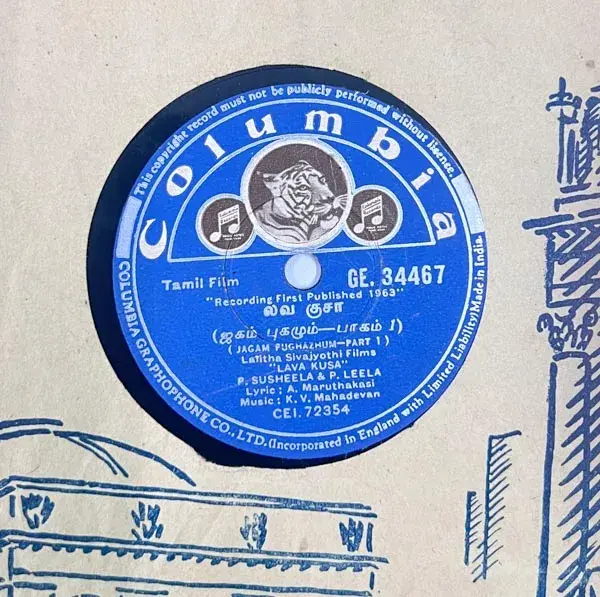 This copyright record must not be publicly performed without licence.
Columbia
Tamil Film
GE. 34467
"Recording First Published 1963"
லவ குசா
(ஜகம் புகழும—பாகம் 1)
(JAGAM PUGHAZHUM—PART 1)
Lalitha Sivajyothi Films
"LAVA KUSA"
P. SUSHEELA & P. LEELA
Lyric : A. Maruthakasi
Music : K. V. Mahadevan
CEI. 72354
COLUMBIA GRAPHOPHONE CO., LTD. (Incorporated in England with Limited Liability) Made in India.